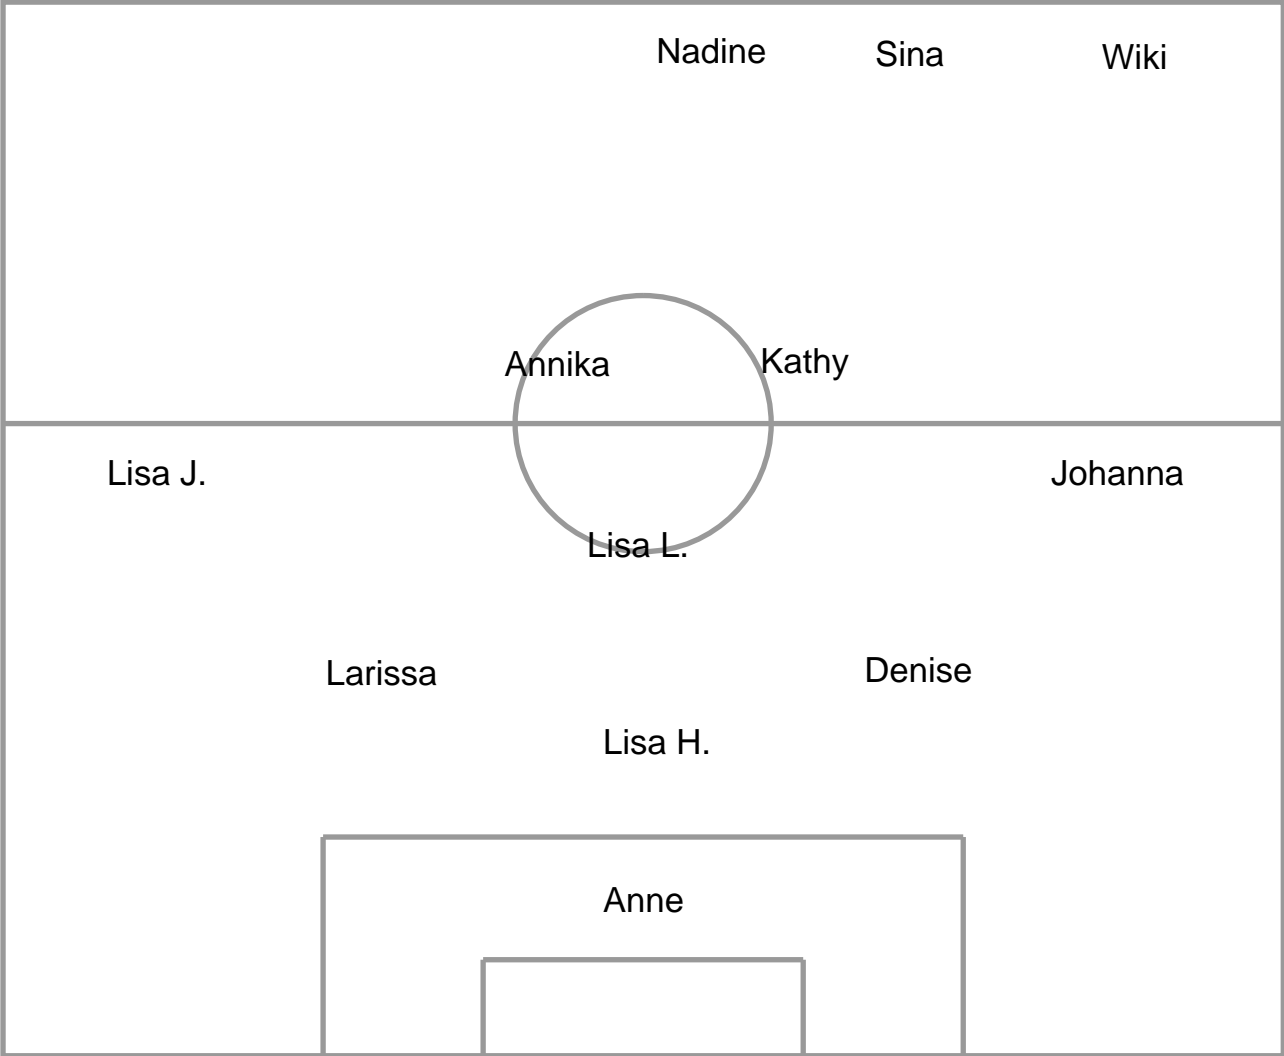 Nadine Sina Wiki
Annika Kathy
Lisa J. Johanna
Lisa L.
Larissa Denise
Lisa H.
Anne